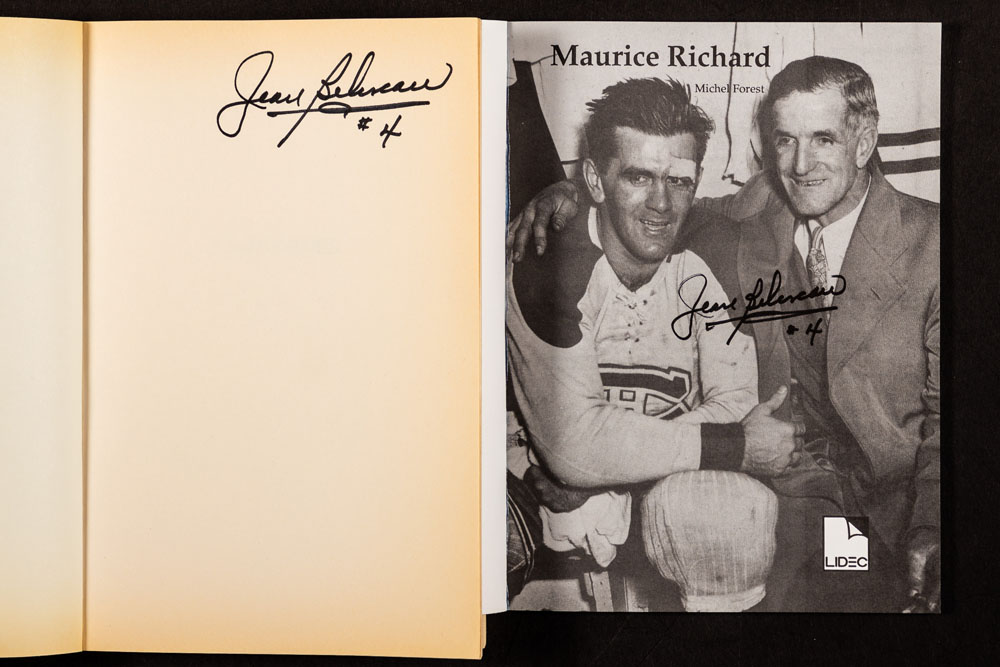 Jean Beliveau
# 4
Maurice Richard
Michel Forest
Jean Beliveau
# 4
LIDEC